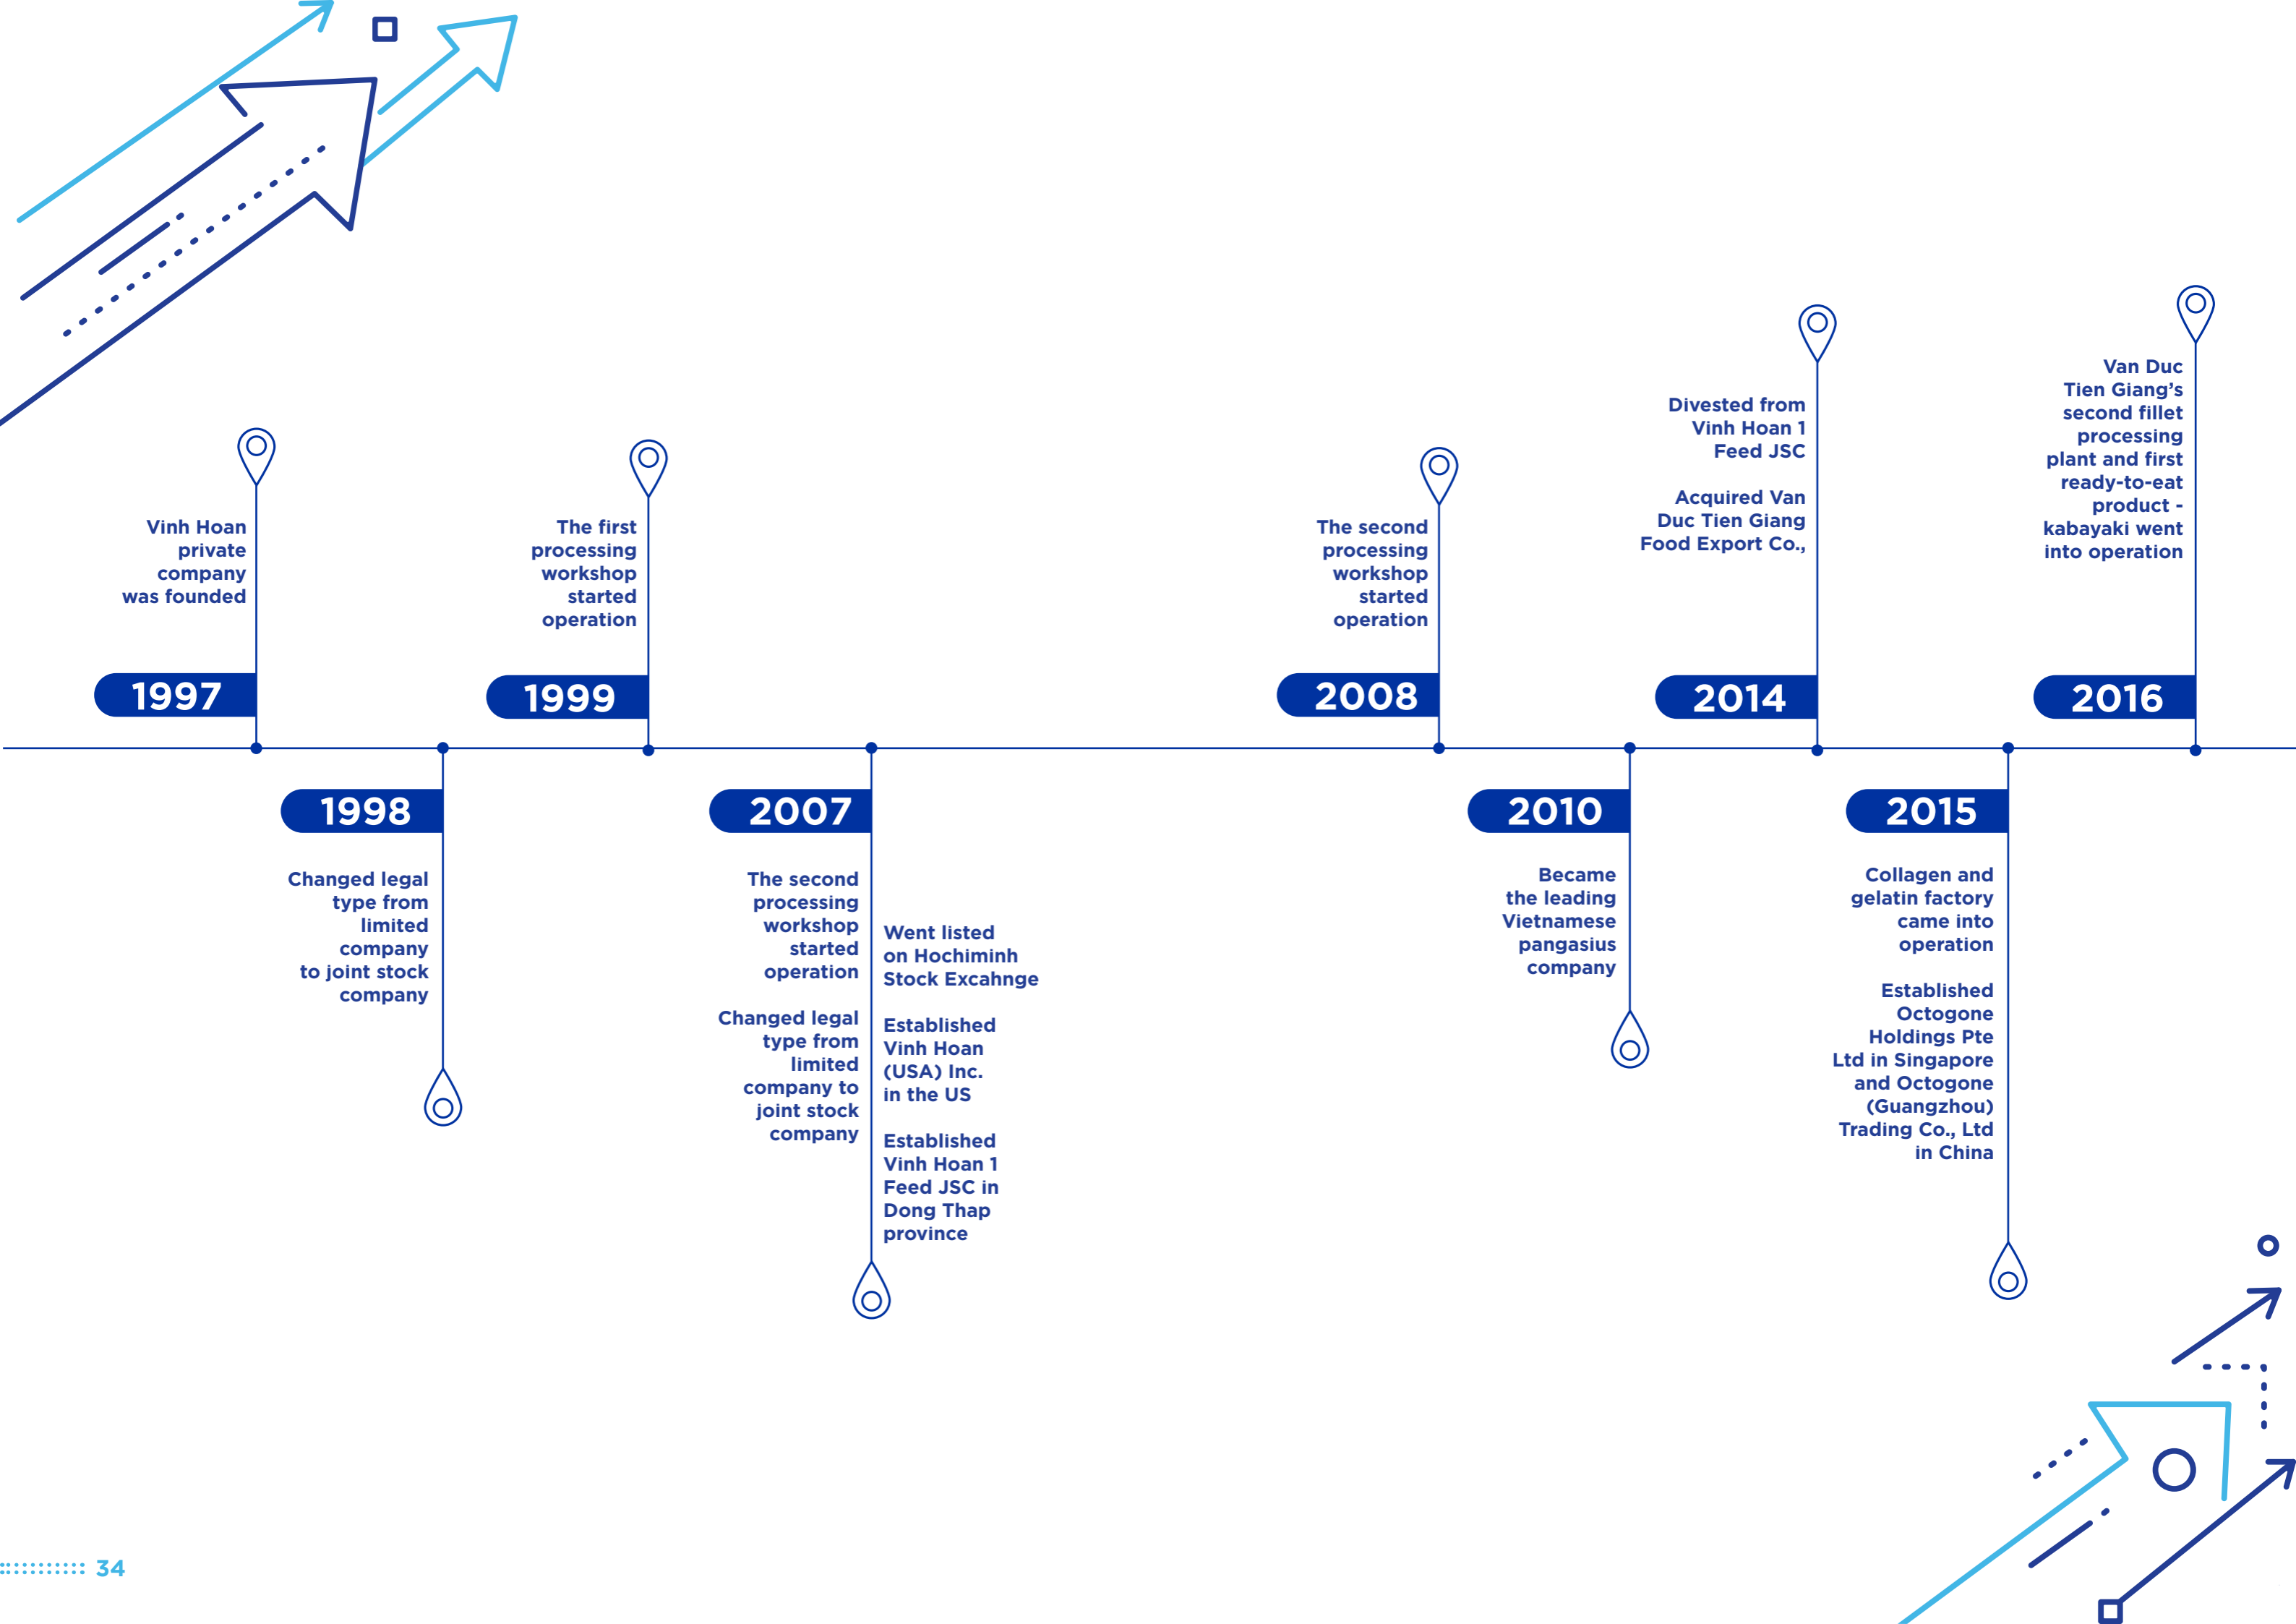 Vinh Hoan
private
company
was founded
1997
Changed legal
type from
limited
company
to joint stock
company
1998
The first
processing
workshop
started
operation
1999
2007
The second
processing
workshop
started
operation
Changed legal
type from
limited
company to
joint stock
company
Went listed
on Hochiminh
Stock Excahnge
Established
Vinh Hoan
(USA) Inc.
in the US
Established
Vinh Hoan 1
Feed JSC in
Dong Thap
province
The second
processing
workshop
started
operation
2008
2010
Became
the leading
Vietnamese
pangasius
company
Divested from
Vinh Hoan 1
Feed JSC
Acquired Van
Duc Tien Giang
Food Export Co.,
2014
2015
Collagen and
gelatin factory
came into
operation
Established
Octogone
Holdings Pte
Ltd in Singapore
and Octogone
(Guangzhou)
Trading Co., Ltd
in China
Van Duc
Tien Giang’s
second fillet
processing
plant and first
ready-to-eat
product -
kabayaki went
into operation
2016
34